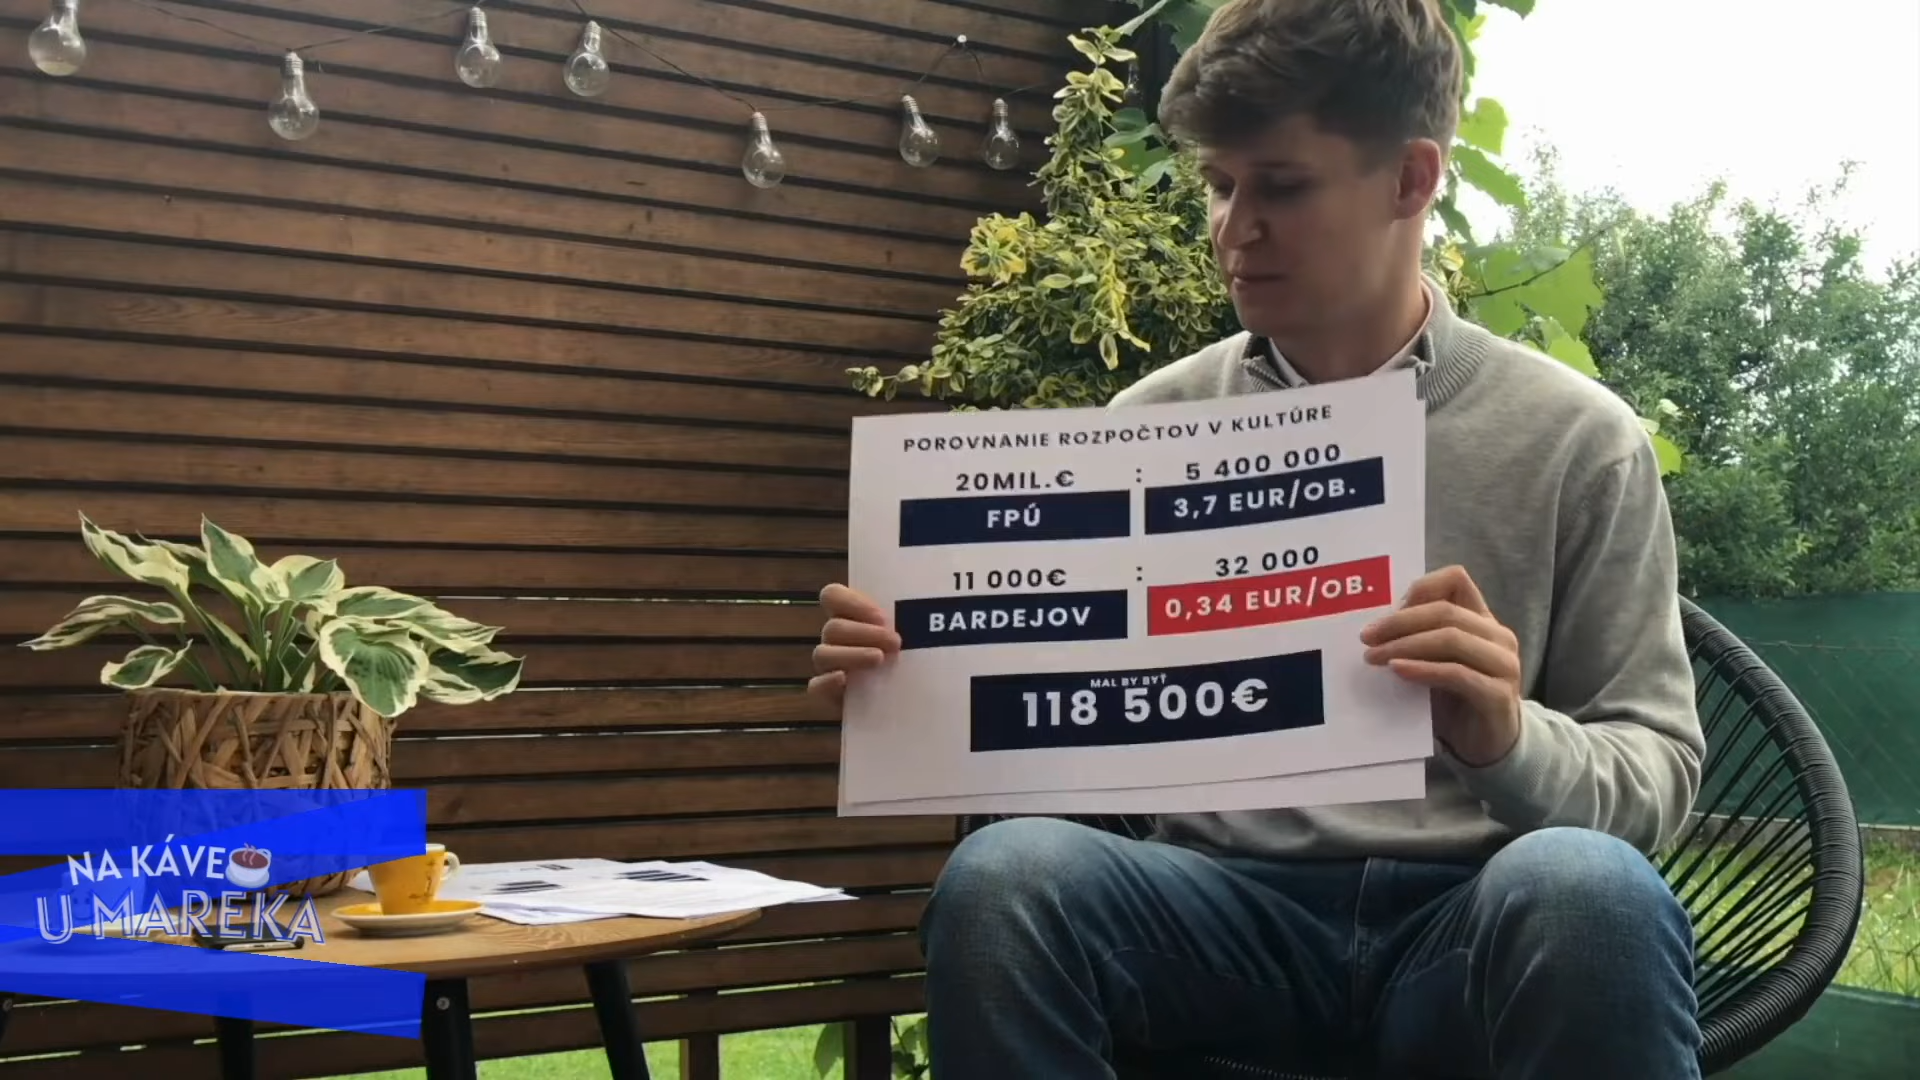 POROVNANIE ROZPOČTOV V KULTÚRE
20MIL.€ : 5 400 000
FPÚ 3,7 EUR/OB.
11 000€ : 32 000
BARDEJOV 0,34 EUR/OB.
MAL BY BYŤ
118 500€
NA KÁVE
U MAREKA